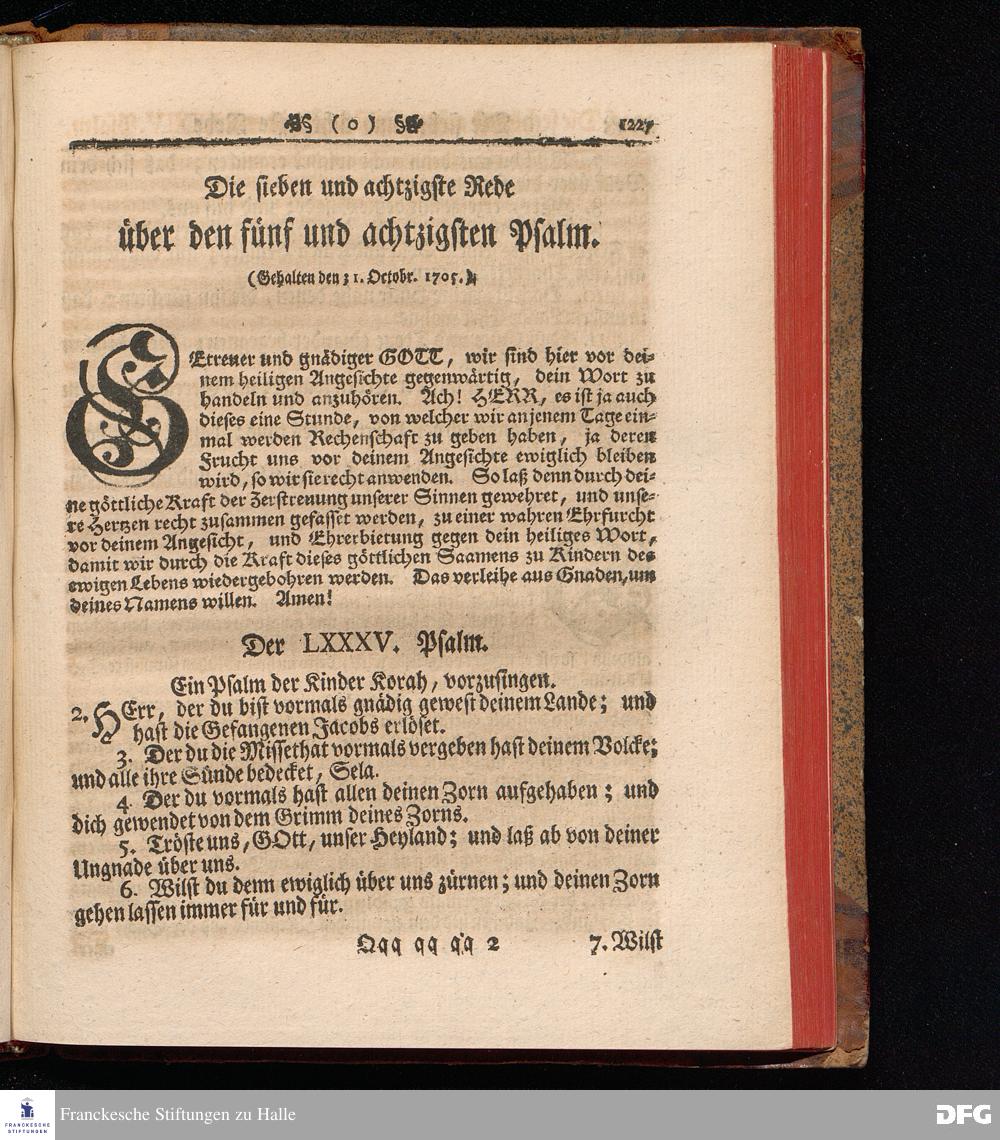 ( o ) 1227
Die sieben und achtzigste Rede
über den fünf und achtzigsten Psalm.
(Gehalten den 31. Octobr. 1705.)
GEtreuer und gnädiger GOTT, wir sind hier vor dei-
nem heiligen Angesichte gegenwärtig, dein Wort zu
handeln und anzuhören. Ach! HERR, es ist ja auch
dieses eine Stunde, von welcher wir an jenem Tage ein-
mal werden Rechenschaft zu geben haben, ja deren
Frucht uns vor deinem Angesichte ewiglich bleiben
wird, so wir sie recht anwenden. So laß denn durch dei-
ne göttliche Kraft der Zerstreuung unserer Sinnen gewehret, und unse-
re Hertzen recht zusammen gefasset werden, zu einer wahren Ehrfurcht
vor deinem Angesicht, und Ehrerbietung gegen dein heiliges Wort,
damit wir durch die Kraft dieses göttlichen Saamens zu Kindern des
ewigen Lebens wiedergebohren werden. Das verleihe aus Gnaden, um
deines Namens willen. Amen!
Der LXXXV. Psalm.
Ein Psalm der Kinder Korah, vorzusingen.
2. HErr, der du bist vormals gnädig gewest deinem Lande; und
hast die Gefangenen Jacobs erlöset.
3. Der du die Missethat vormals vergeben hast deinem Volcke;
und alle ihre Sünde bedecket, Sela.
4. Der du vormals hast allen deinen Zorn aufgehaben; und
dich gewendet von dem Grimm deines Zorns.
5. Tröste uns, GOtt, unser Heyland; und laß ab von deiner
Ungnade über uns.
6. Wilst du denn ewiglich über uns zürnen; und deinen Zorn
gehen lassen immer für und für.
Qqq qq qq 2 7. Wilst
FRANCKESCHE
STIFTUNGEN
Franckesche Stiftungen zu Halle
DFG